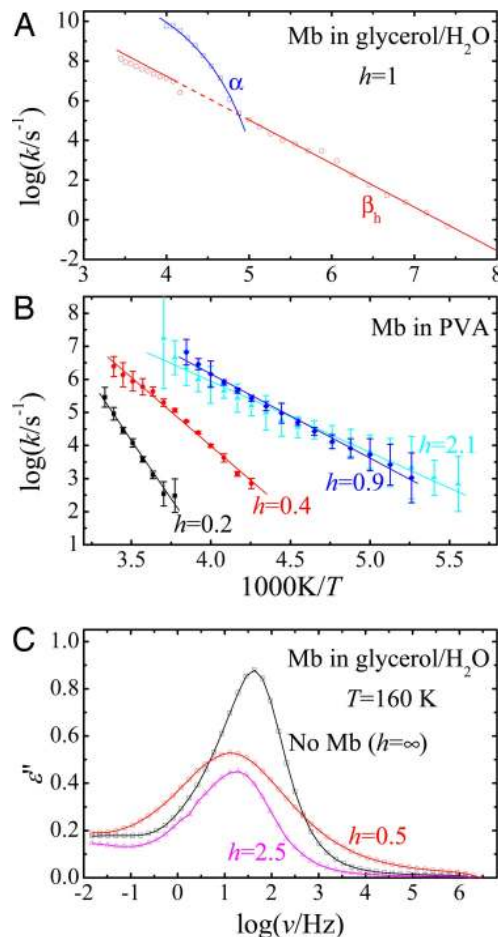 A
Mb in glycerol/H2O
h=1
10
8
6
4
2
0
-2
log(k/s-1)
α
βh
3 4 5 6 7 8
B
Mb in PVA
8
7
6
5
4
3
2
1
log(k/s-1)
h=2.1
h=0.9
h=0.4
h=0.2
3.5 4.0 4.5 5.0 5.5
1000K/T
C
Mb in glycerol/H2O
T=160 K
No Mb (h=∞)
1.0
0.8
0.6
0.4
0.2
0.0
ε"
h=0.5
h=2.5
-2 -1 0 1 2 3 4 5 6
log(ν/Hz)